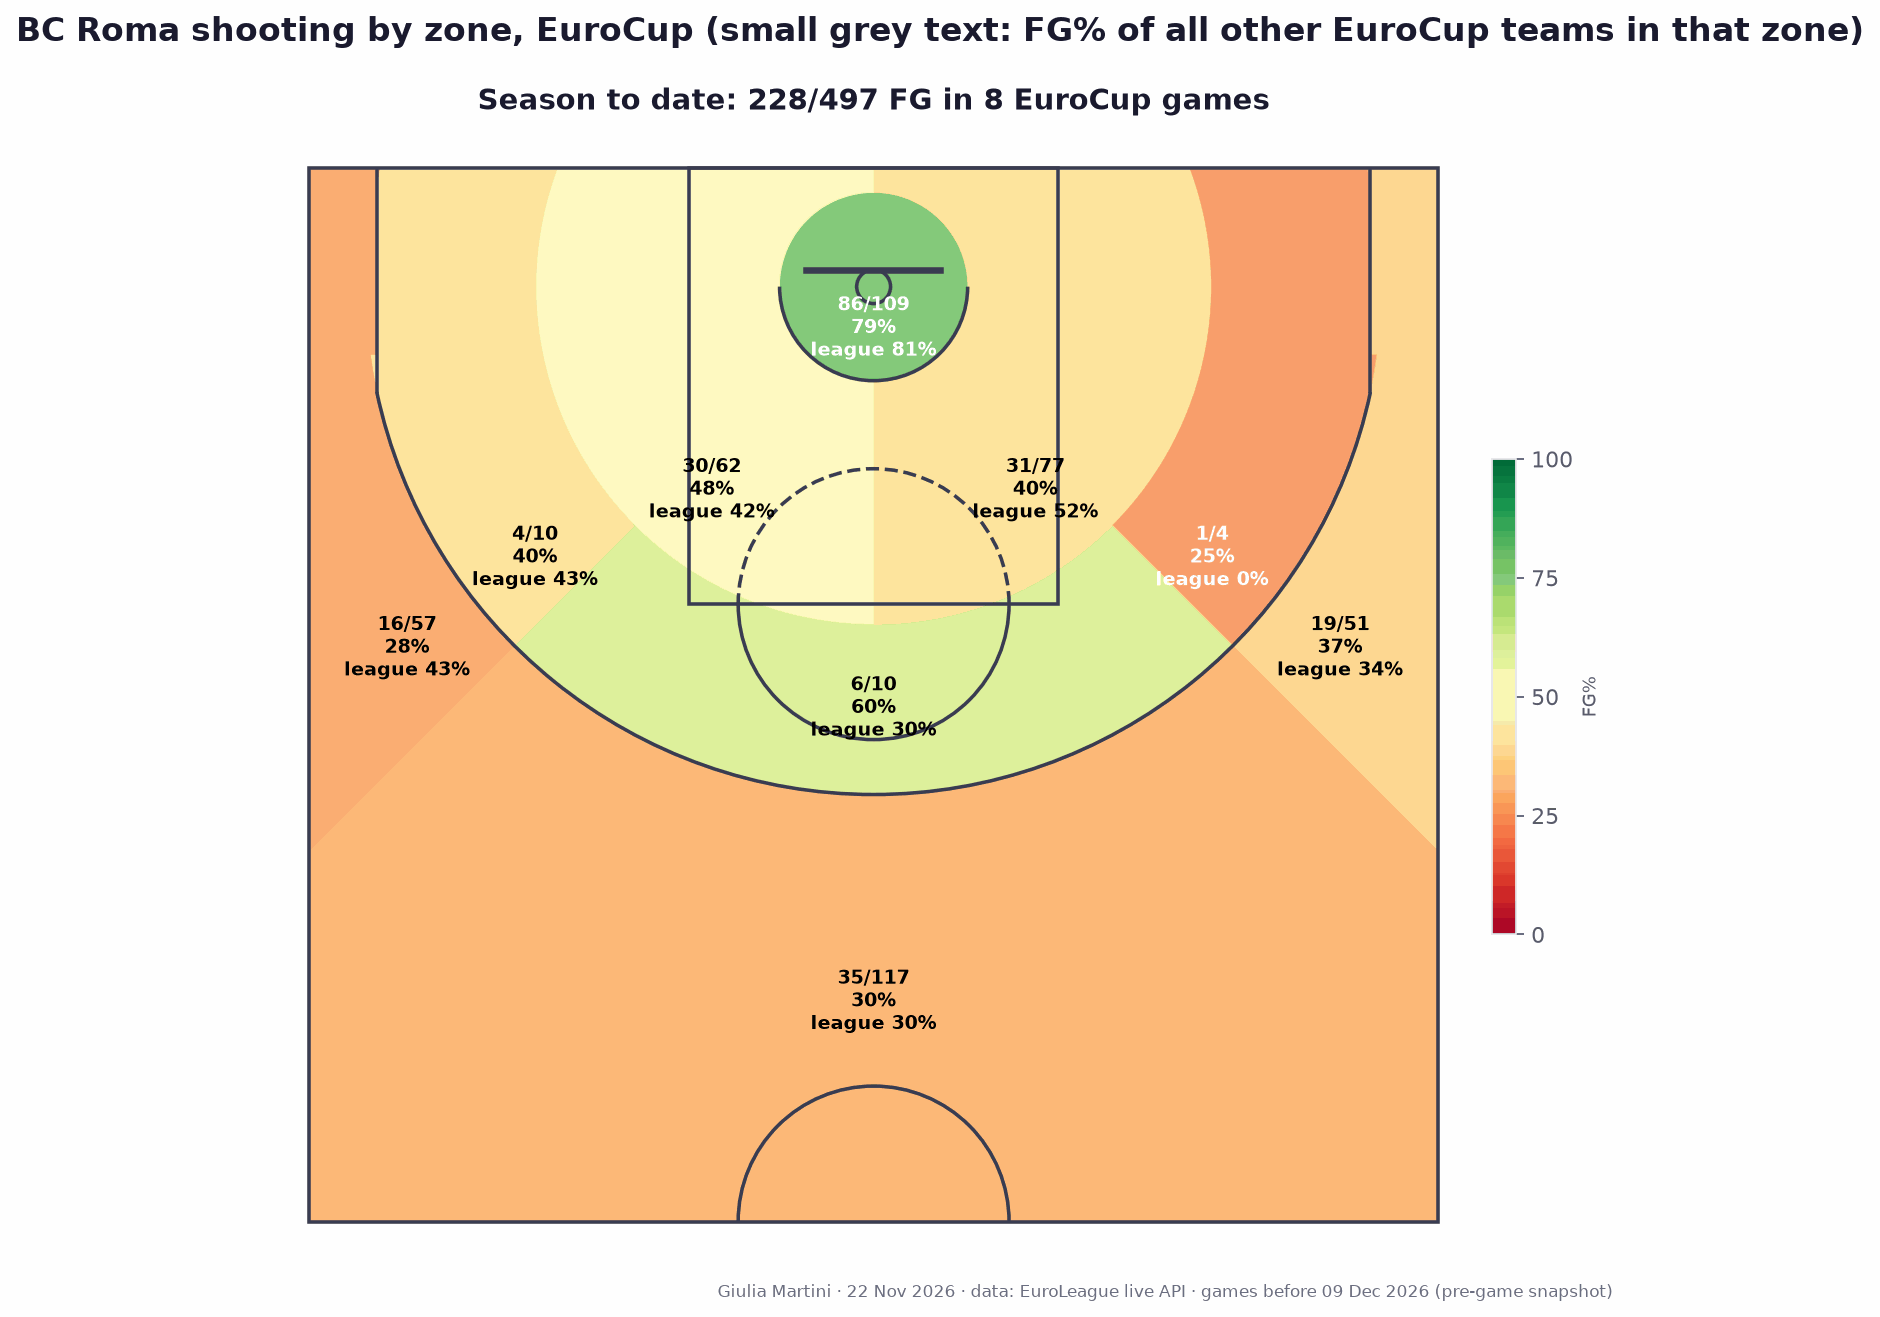 BC Roma shooting by zone, EuroCup (small grey text: FG% of all other EuroCup teams in that zone)
Season to date: 228/497 FG in 8 EuroCup games
86/109
79%
league 81%
30/62
48%
league 42%
31/77
40%
league 52%
4/10
40%
league 43%
1/4
25%
league 0%
16/57
28%
league 43%
19/51
37%
league 34%
6/10
60%
league 30%
35/117
30%
league 30%
100
75
50
25
0
FG%
Giulia Martini · 22 Nov 2026 · data: EuroLeague live API · games before 09 Dec 2026 (pre-game snapshot)